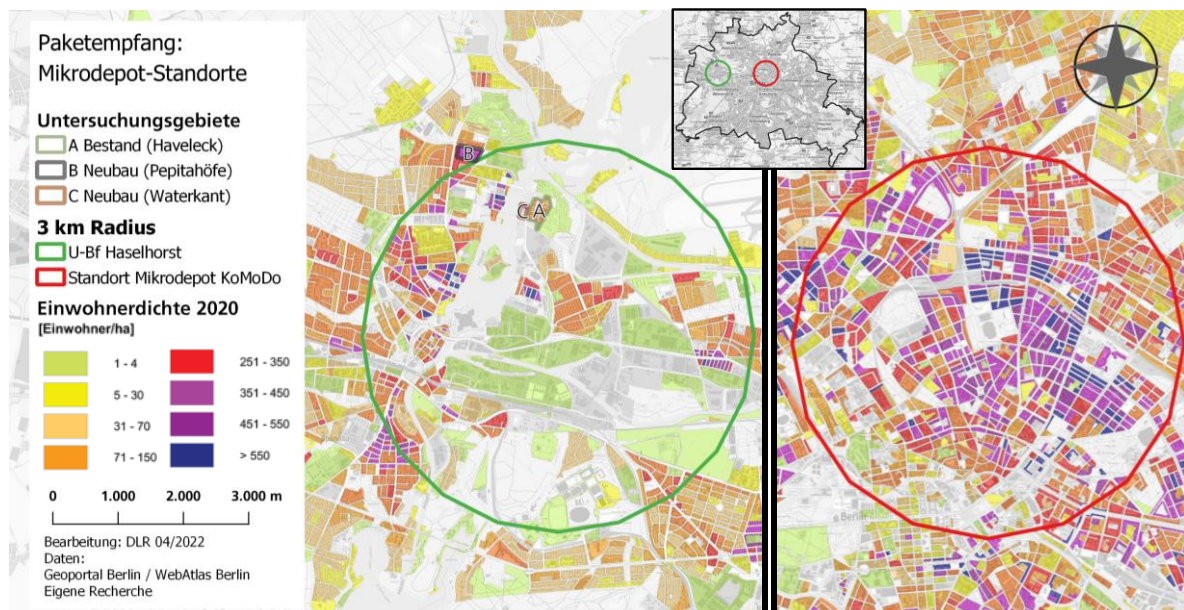 Paketempfang:
Mikrodepot-Standorte
Untersuchungsgebiete
A Bestand (Haveleck)
B Neubau (Pepitahöfe)
C Neubau (Waterkant)
3 km Radius
U-Bf Haselhorst
Standort Mikrodepot KoMoDo
Einwohnerdichte 2020
[Einwohner/ha]
1 - 4
5 - 30
31 - 70
71 - 150
251 - 350
351 - 450
451 - 550
> 550
0 1.000 2.000 3.000 m
Bearbeitung: DLR 04/2022
Daten:
Geoportal Berlin / WebAtlas Berlin
Eigene Recherche
B
C A
Berlin